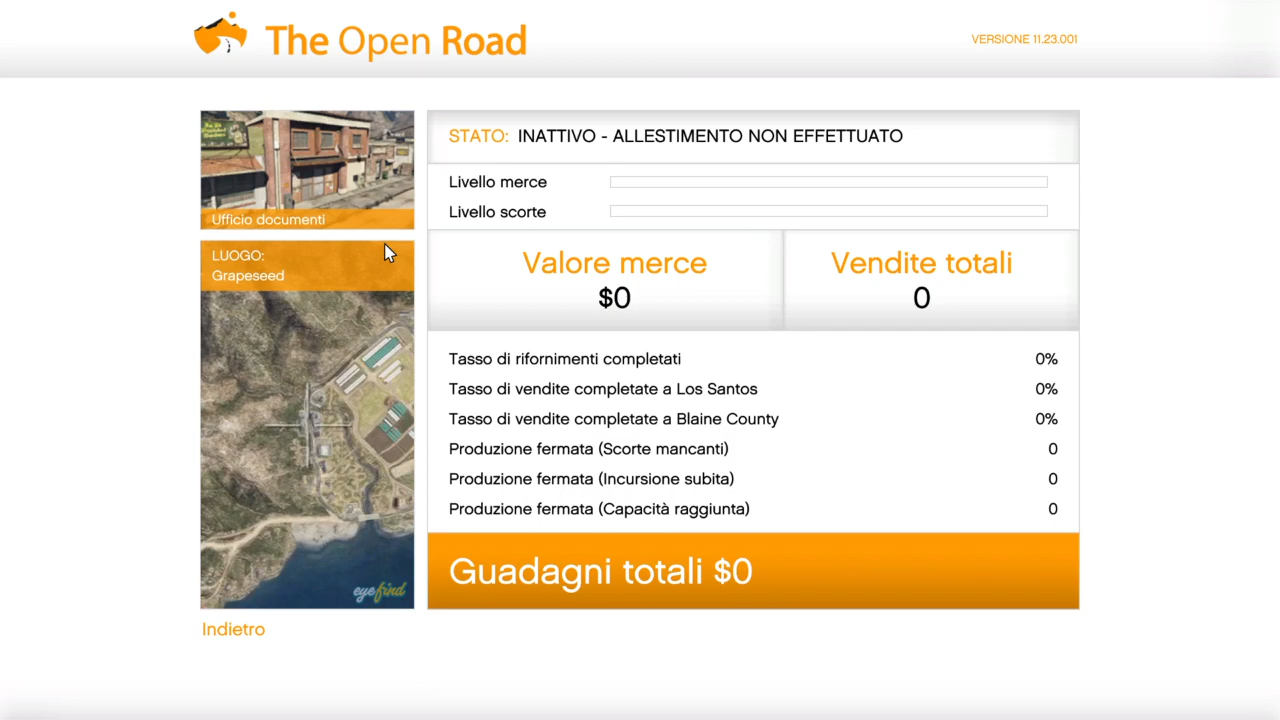 The Open Road
VERSIONE 11.23.001
Ufficio documenti
LUOGO:
Grapeseed
eyefind
Indietro
STATO: INATTIVO - ALLESTIMENTO NON EFFETTUATO
Livello merce
Livello scorte
Valore merce
$0
Vendite totali
0
Tasso di rifornimenti completati 0%
Tasso di vendite completate a Los Santos 0%
Tasso di vendite completate a Blaine County 0%
Produzione fermata (Scorte mancanti) 0
Produzione fermata (Incursione subita) 0
Produzione fermata (Capacità raggiunta) 0
Guadagni totali $0